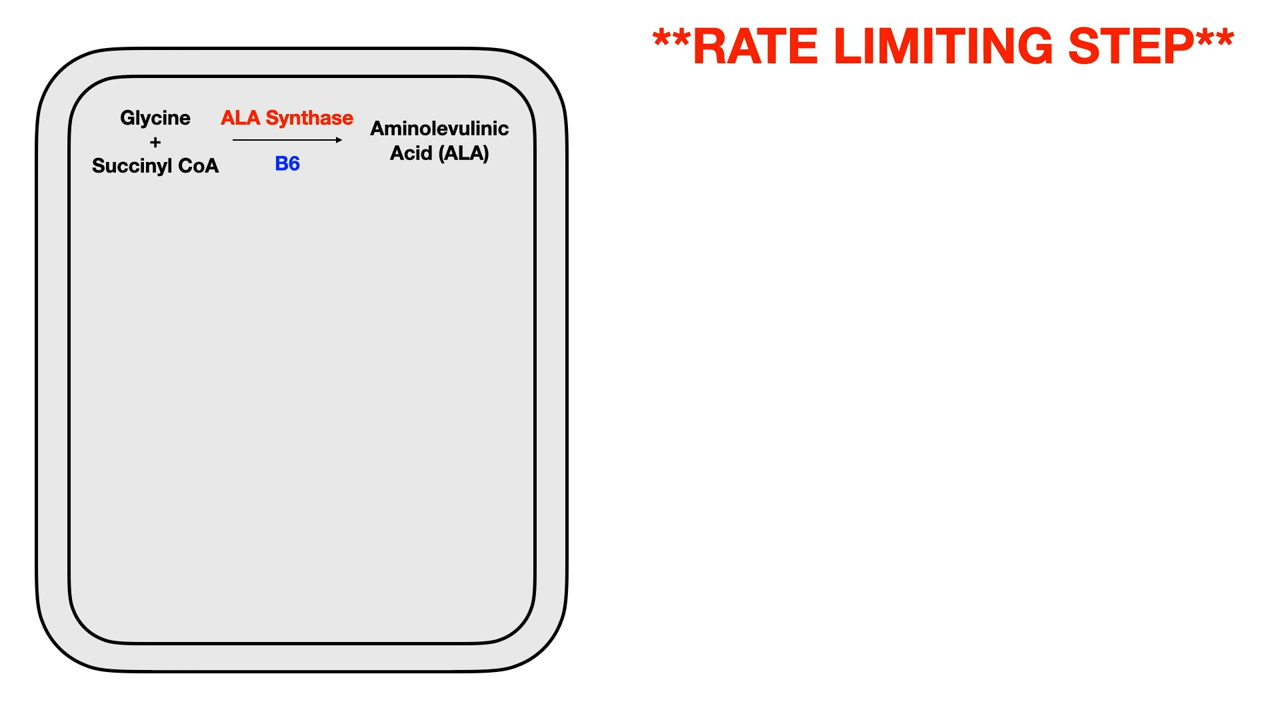 **RATE LIMITING STEP**
Glycine
+
Succinyl CoA
ALA Synthase
B6
Aminolevulinic
Acid (ALA)